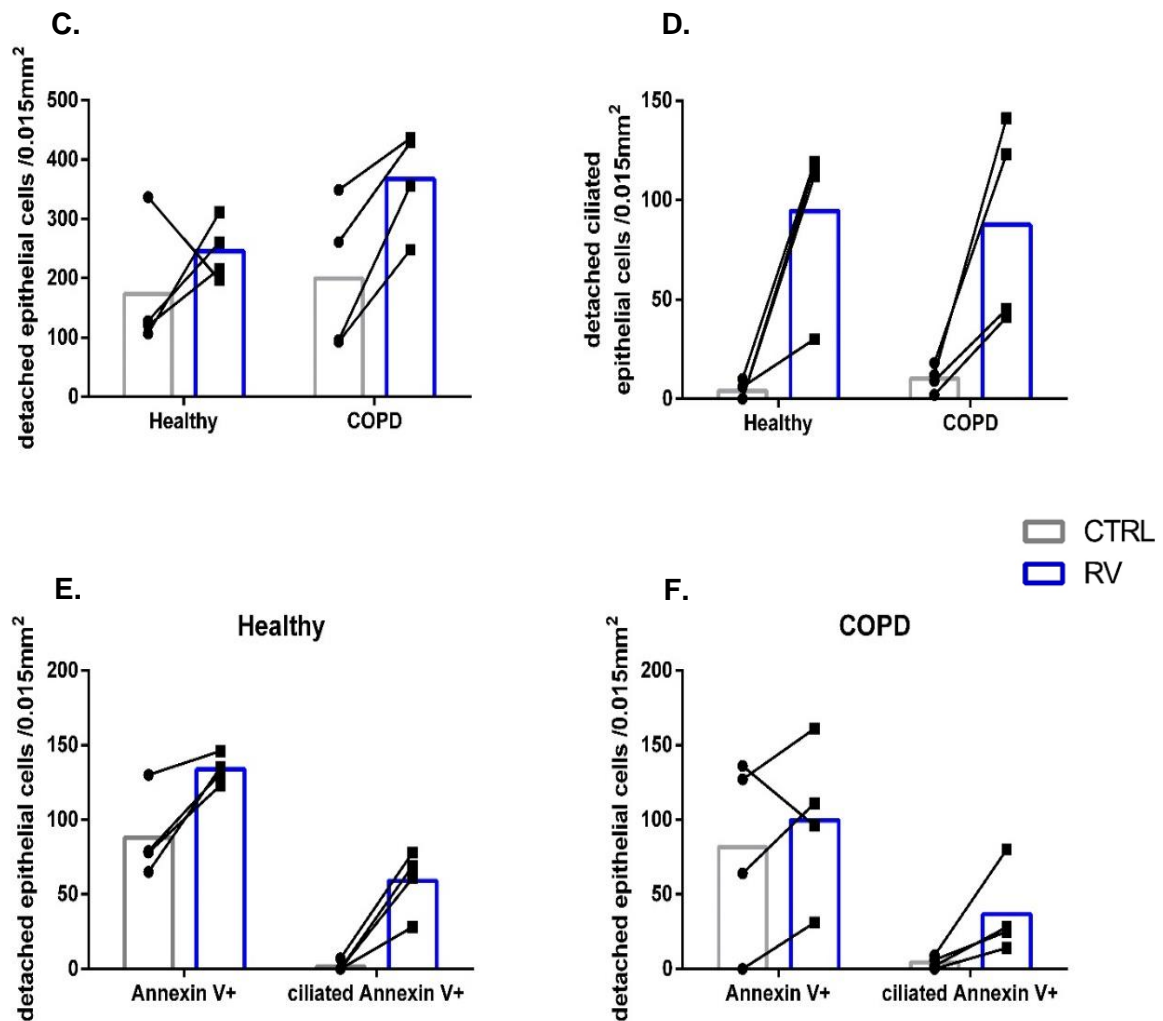 C.
detached epithelial cells /0.015mm²
500
400
300
200
100
0
Healthy
COPD
D.
detached ciliated
epithelial cells /0.015mm²
150
100
50
0
Healthy
COPD
CTRL
RV
E.
Healthy
detached epithelial cells /0.015mm²
200
150
100
50
0
Annexin V+
ciliated Annexin V+
F.
COPD
detached epithelial cells /0.015mm²
200
150
100
50
0
Annexin V+
ciliated Annexin V+